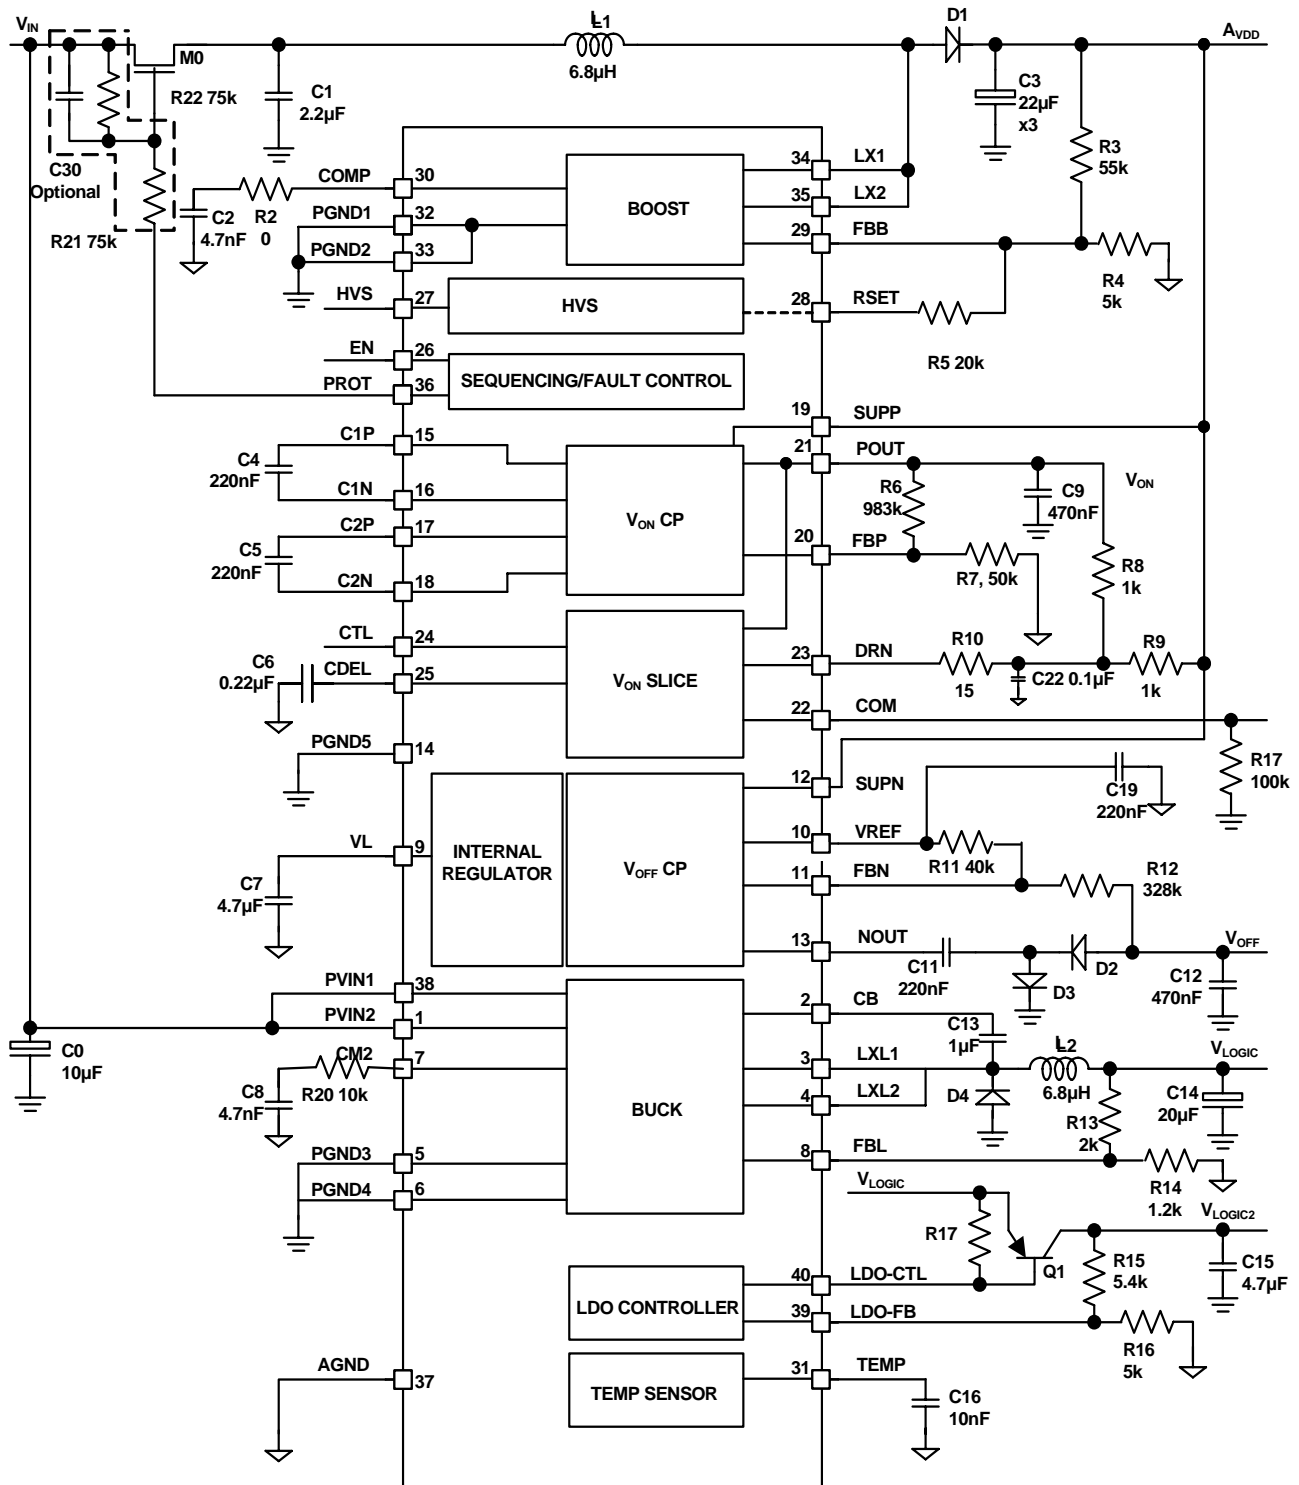 V_IN
M0
R22 75k
C30
Optional
R21 75k
C1
2.2µF
L1
6.8µH
D1
A_VDD
C3
22µF
x3
R3
55k
R4
5k
C2
4.7nF
R2
0
COMP
30
PGND1
32
PGND2
33
BOOST
34
LX1
35
LX2
29
FBB
HVS
27
HVS
28
RSET
R5 20k
EN
26
PROT
36
SEQUENCING/FAULT CONTROL
19
SUPP
C1P
15
C4
220nF
C1N
16
C2P
17
C5
220nF
C2N
18
V_ON CP
21
POUT
R6
983k
C9
470nF
V_ON
20
FBP
R7, 50k
R8
1k
CTL
24
C6
0.22µF
CDEL
25
V_ON SLICE
23
DRN
R10
15
C22 0.1µF
R9
1k
22
COM
R17
100k
PGND5
14
12
SUPN
C19
220nF
VL
9
C7
4.7µF
INTERNAL
REGULATOR
V_OFF CP
10
VREF
R11 40k
11
FBN
R12
328k
13
NOUT
C11
220nF
D3
D2
V_OFF
C12
470nF
PVIN1
38
PVIN2
1
C0
10µF
CM2
7
C8
4.7nF
R20 10k
BUCK
2
CB
C13
1µF
3
LXL1
L2
6.8µH
V_LOGIC
4
LXL2
D4
R13
2k
C14
20µF
PGND3
5
PGND4
6
8
FBL
R14
1.2k
V_LOGIC
V_LOGIC2
R17
Q1
R15
5.4k
C15
4.7µF
LDO CONTROLLER
40
LDO-CTL
39
LDO-FB
R16
5k
AGND
37
TEMP SENSOR
31
TEMP
C16
10nF